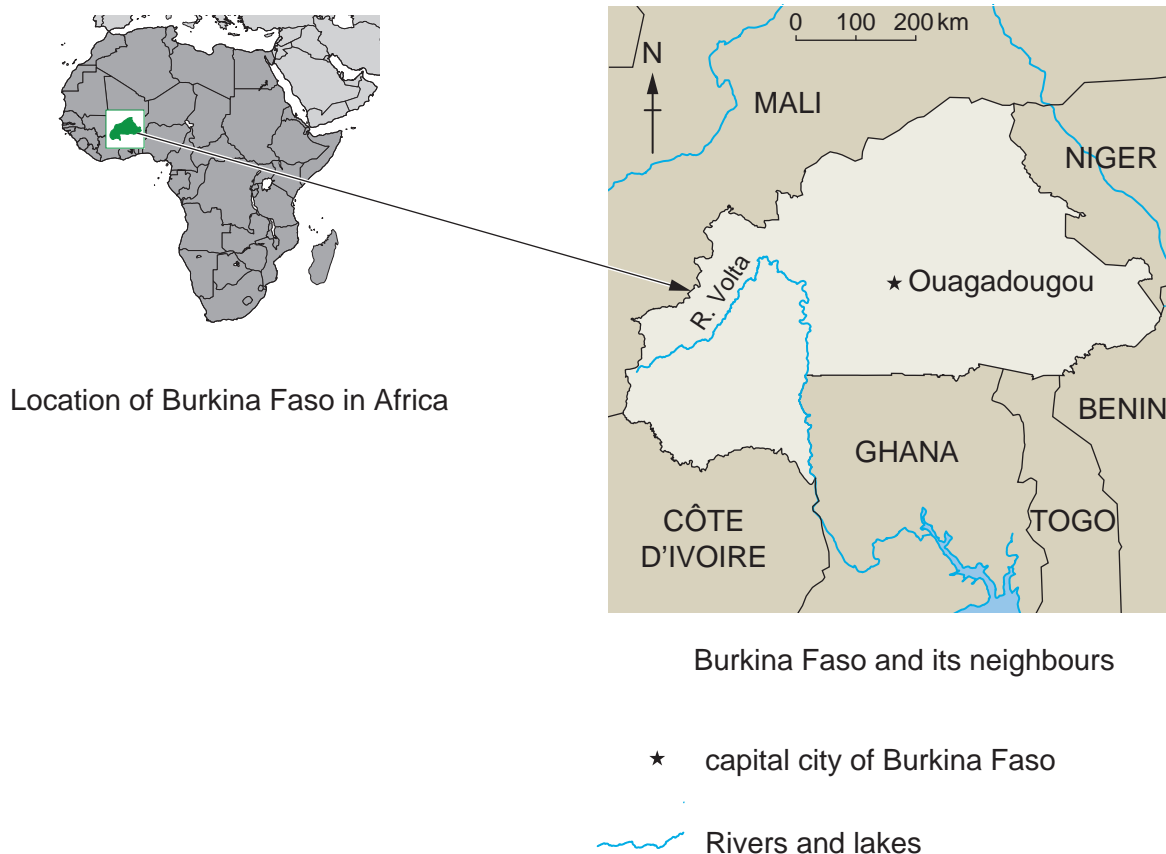 0 100 200 km
N
MALI
NIGER
R. Volta
Ouagadougou
Location of Burkina Faso in Africa
BENIN
GHANA
CÔTE
D'IVOIRE
TOGO
Burkina Faso and its neighbours
capital city of Burkina Faso
Rivers and lakes